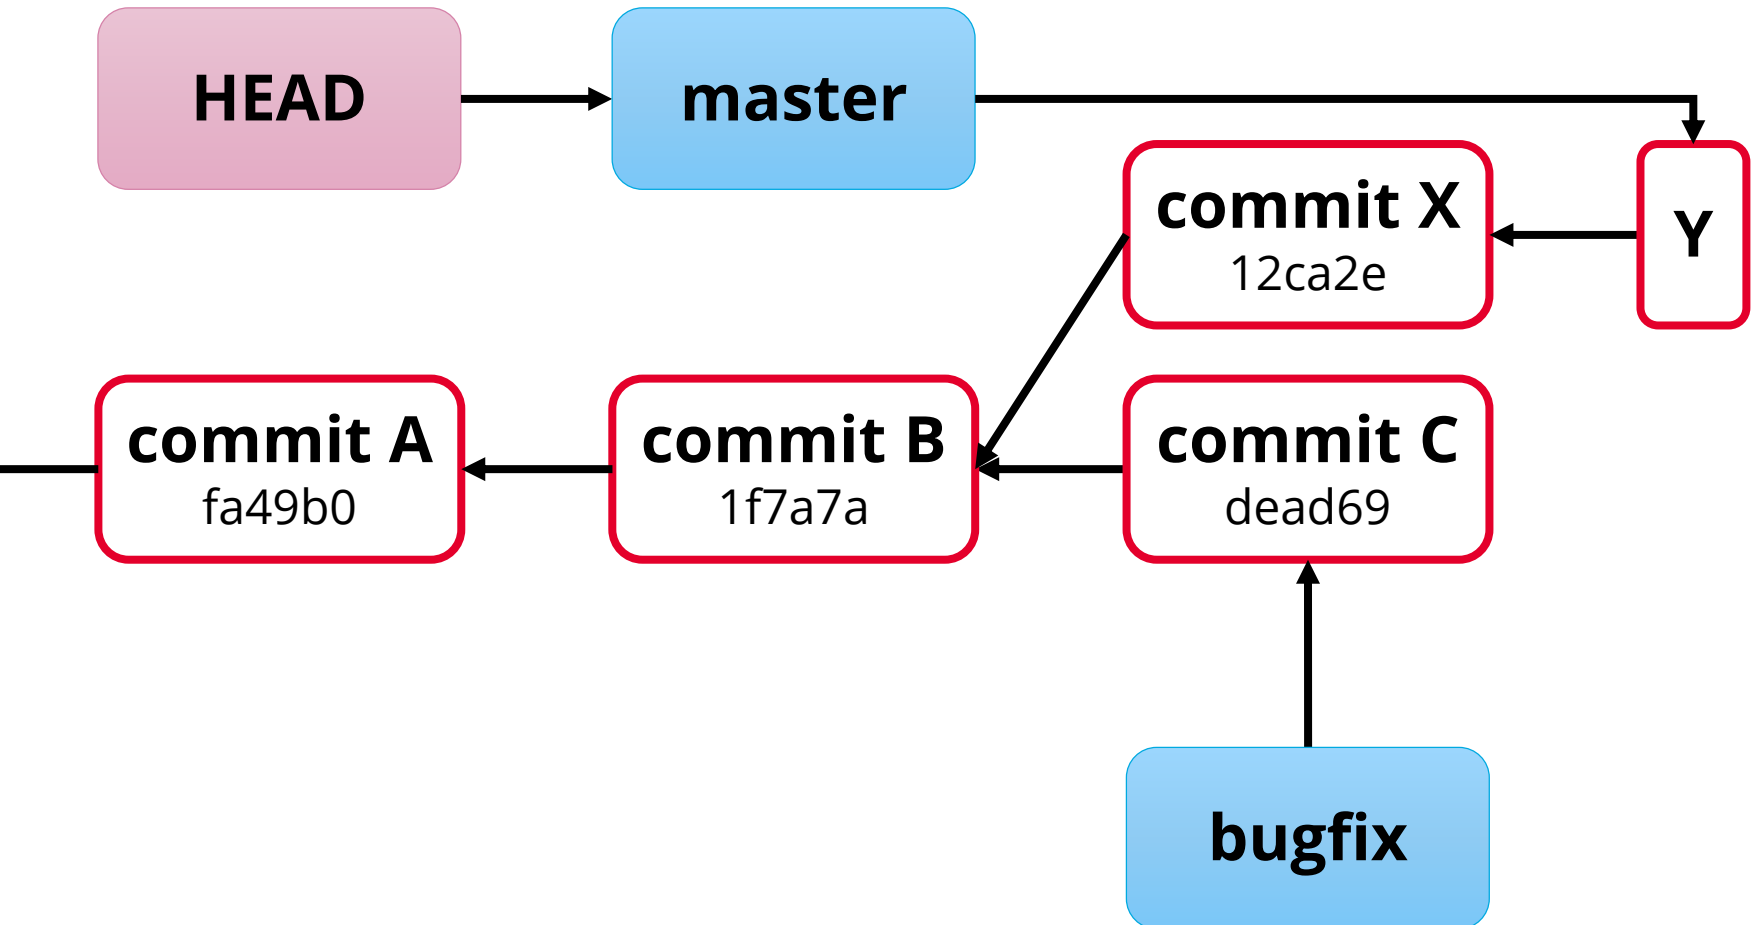 HEAD
master
commit X
12ca2e
Y
commit A
fa49b0
commit B
1f7a7a
commit C
dead69
bugfix